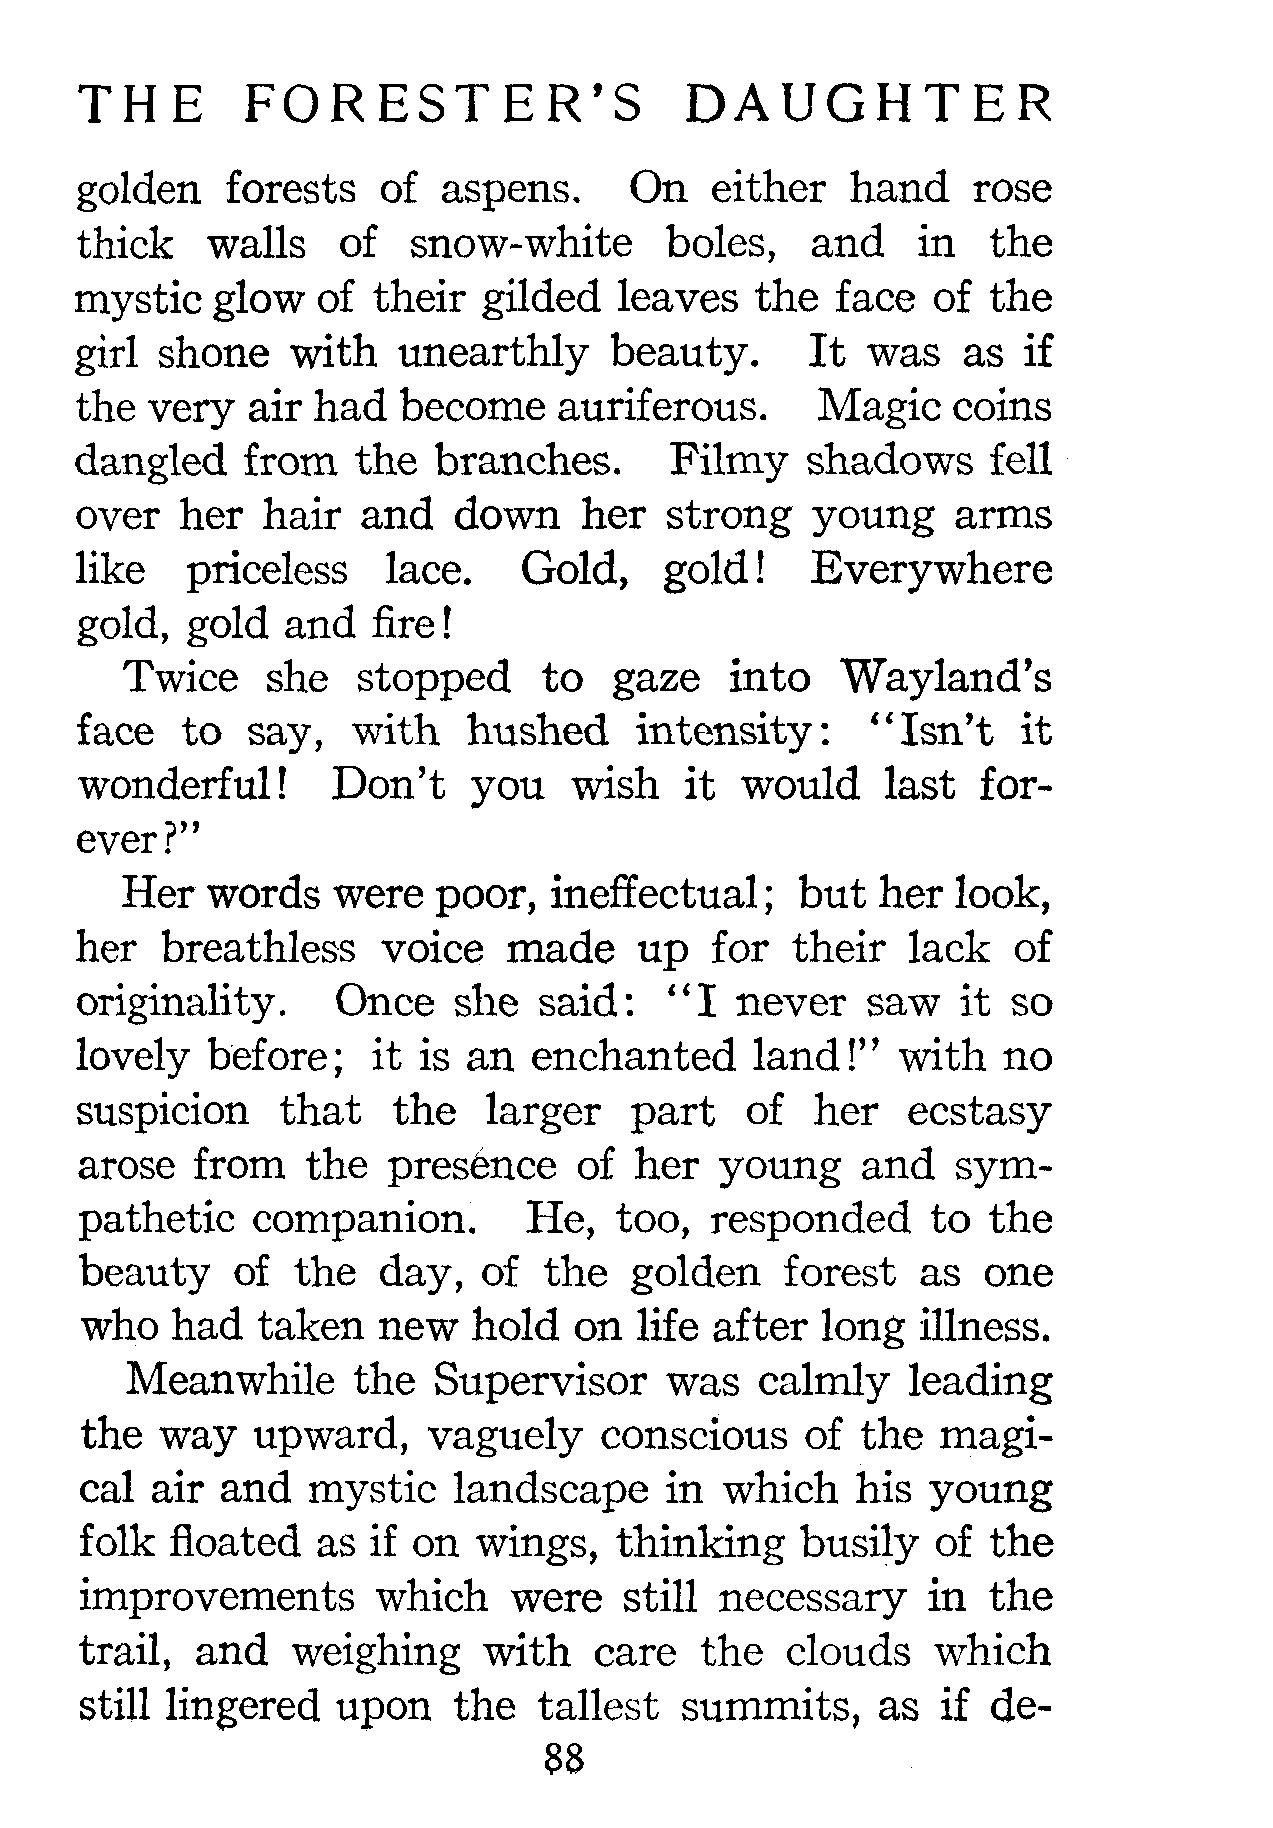 THE FORESTER'S DAUGHTER
golden forests of aspens. On either hand rose
thick walls of snow-white boles, and in the
mystic glow of their gilded leaves the face of the
girl shone with unearthly beauty. It was as if
the very air had become auriferous. Magic coins
dangled from the branches. Filmy shadows fell
over her hair and down her strong young arms
like priceless lace. Gold, gold! Everywhere
gold, gold and fire!
Twice she stopped to gaze into Wayland's
face to say, with hushed intensity: "Isn't it
wonderful! Don't you wish it would last for-
ever?"
Her words were poor, ineffectual; but her look,
her breathless voice made up for their lack of
originality. Once she said: "I never saw it so
lovely before; it is an enchanted land!" with no
suspicion that the larger part of her ecstasy
arose from the presence of her young and sym-
pathetic companion. He, too, responded to the
beauty of the day, of the golden forest as one
who had taken new hold on life after long illness.
Meanwhile the Supervisor was calmly leading
the way upward, vaguely conscious of the magi-
cal air and mystic landscape in which his young
folk floated as if on wings, thinking busily of the
improvements which were still necessary in the
trail, and weighing with care the clouds which
still lingered upon the tallest summits, as if de-
88